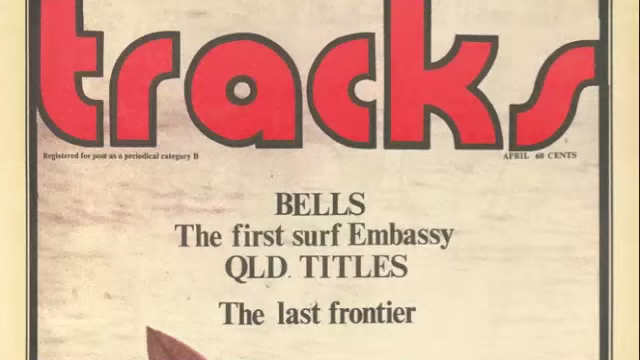 tracks
Registered for post as a periodical category B
APRIL 60 CENTS
BELLS
The first surf Embassy
QLD. TITLES
The last frontier